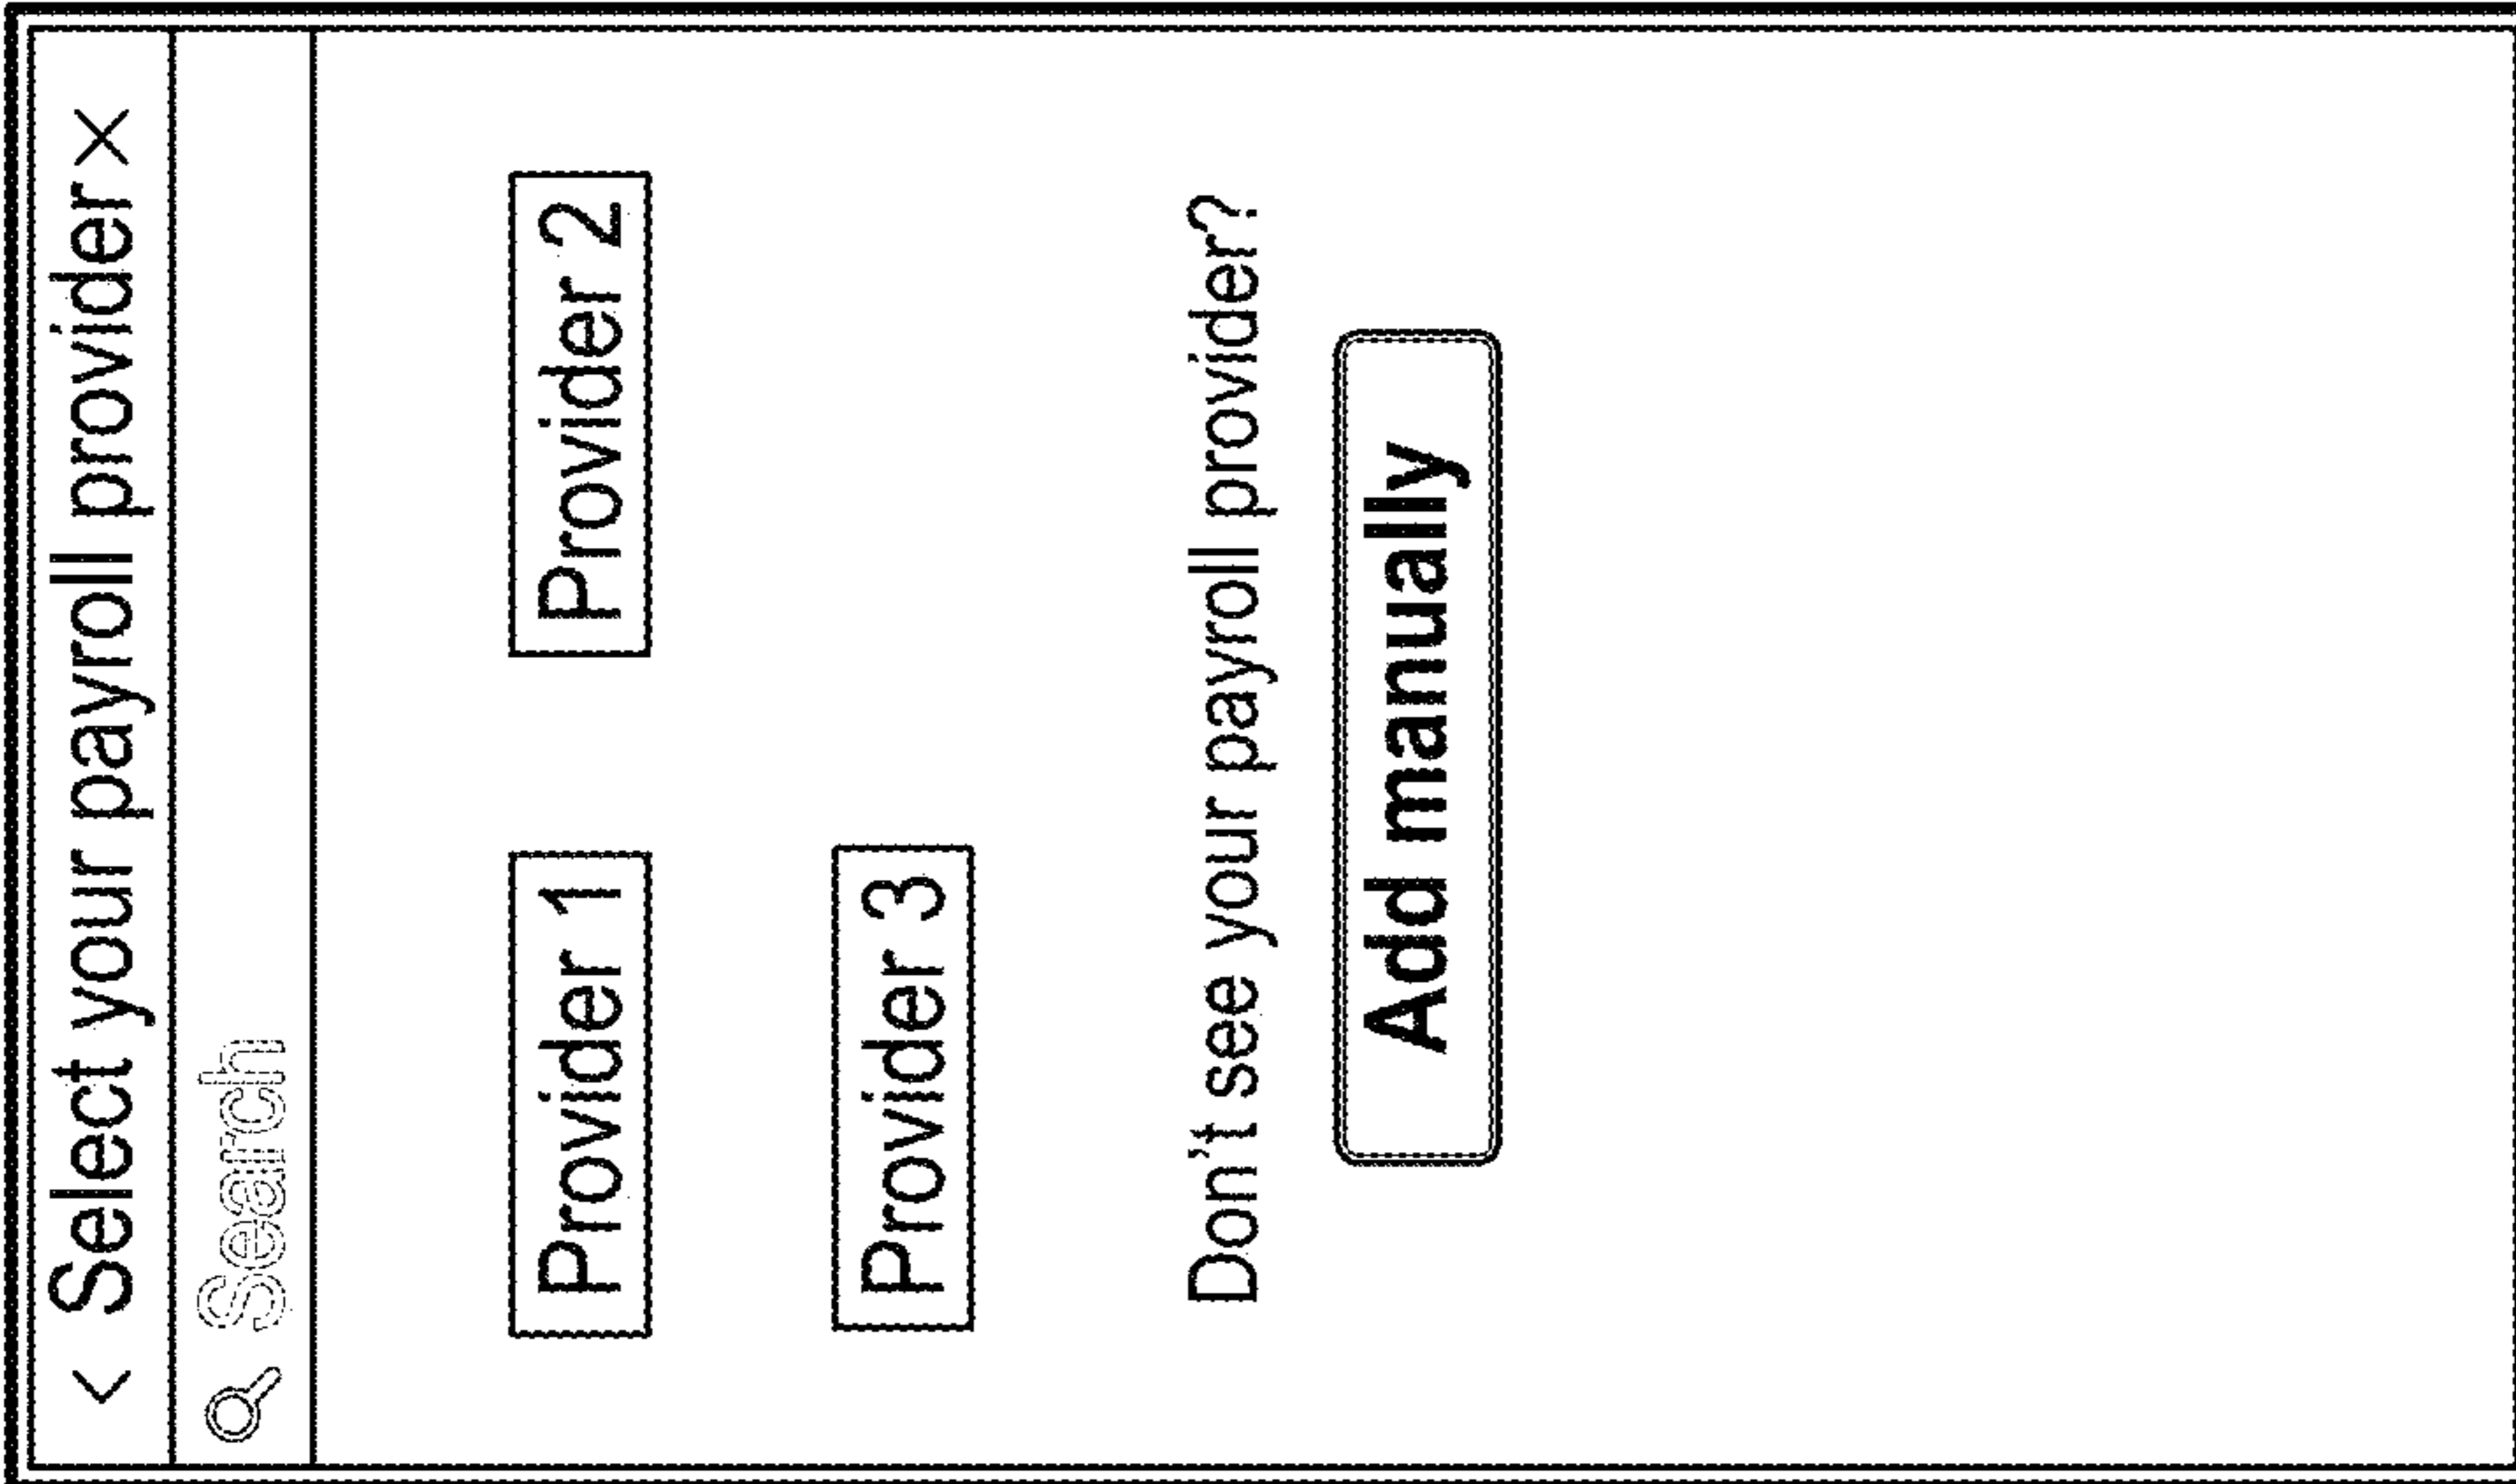 < Select your payroll provider ×
Search
Provider 1 Provider 2
Provider 3
Don't see your payroll provider?
Add manually